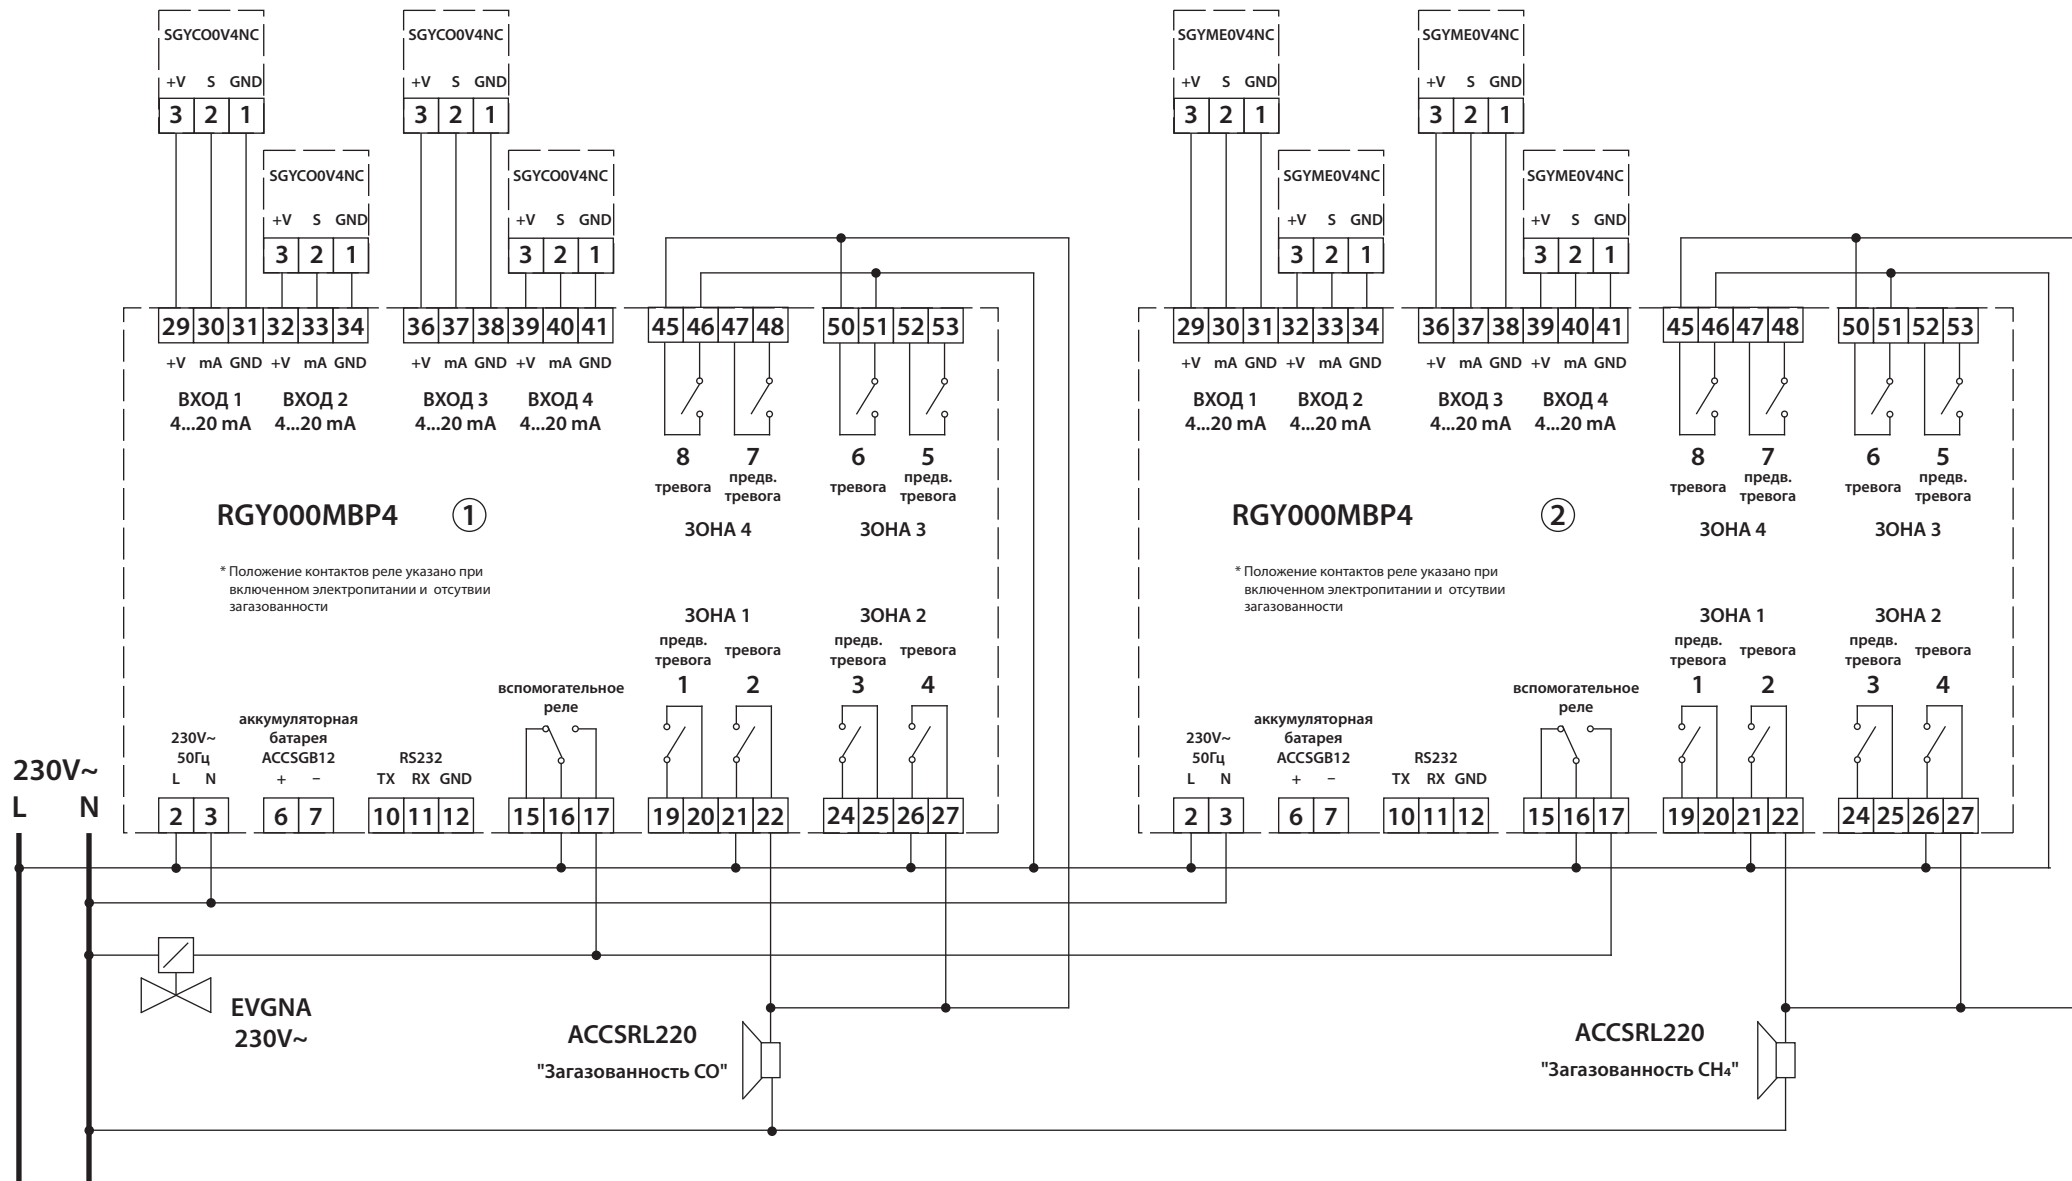 SGYCO0V4NC SGYCO0V4NC SGYME0V4NC SGYME0V4NC
+V S GND +V S GND +V S GND +V S GND
3 2 1 3 2 1 3 2 1 3 2 1
SGYCO0V4NC SGYCO0V4NC SGYME0V4NC SGYME0V4NC
+V S GND +V S GND +V S GND +V S GND
3 2 1 3 2 1 3 2 1 3 2 1
29 30 31 32 33 34 36 37 38 39 40 41 45 46 47 48 50 51 52 53
+V mA GND +V mA GND +V mA GND +V mA GND
ВХОД 1 ВХОД 2 ВХОД 3 ВХОД 4
4...20 mA 4...20 mA 4...20 mA 4...20 mA
8 7 6 5
тревога предв. тревога предв.
тревога тревога
ЗОНА 4 ЗОНА 3
RGY000MBP4 1
* Положение контактов реле указано при
включенном электропитании и отсутвии
загазованности
ЗОНА 1 ЗОНА 2
предв. тревога предв. тревога
тревога тревога
1 2 3 4
вспомогательное
реле
аккумуляторная
батарея
ACCSGB12
+ –
230V~
50Гц
L N
RS232
TX RX GND
2 3 6 7 10 11 12 15 16 17 19 20 21 22 24 25 26 27
29 30 31 32 33 34 36 37 38 39 40 41 45 46 47 48 50 51 52 53
+V mA GND +V mA GND +V mA GND +V mA GND
ВХОД 1 ВХОД 2 ВХОД 3 ВХОД 4
4...20 mA 4...20 mA 4...20 mA 4...20 mA
8 7 6 5
тревога предв. тревога предв.
тревога тревога
ЗОНА 4 ЗОНА 3
RGY000MBP4 2
* Положение контактов реле указано при
включенном электропитании и отсутвии
загазованности
ЗОНА 1 ЗОНА 2
предв. тревога предв. тревога
тревога тревога
1 2 3 4
вспомогательное
реле
аккумуляторная
батарея
ACCSGB12
+ –
230V~
50Гц
L N
RS232
TX RX GND
2 3 6 7 10 11 12 15 16 17 19 20 21 22 24 25 26 27
230V~
L N
EVGNA
230V~
ACCSRL220
"Загазованность CO"
ACCSRL220
"Загазованность CH₄"